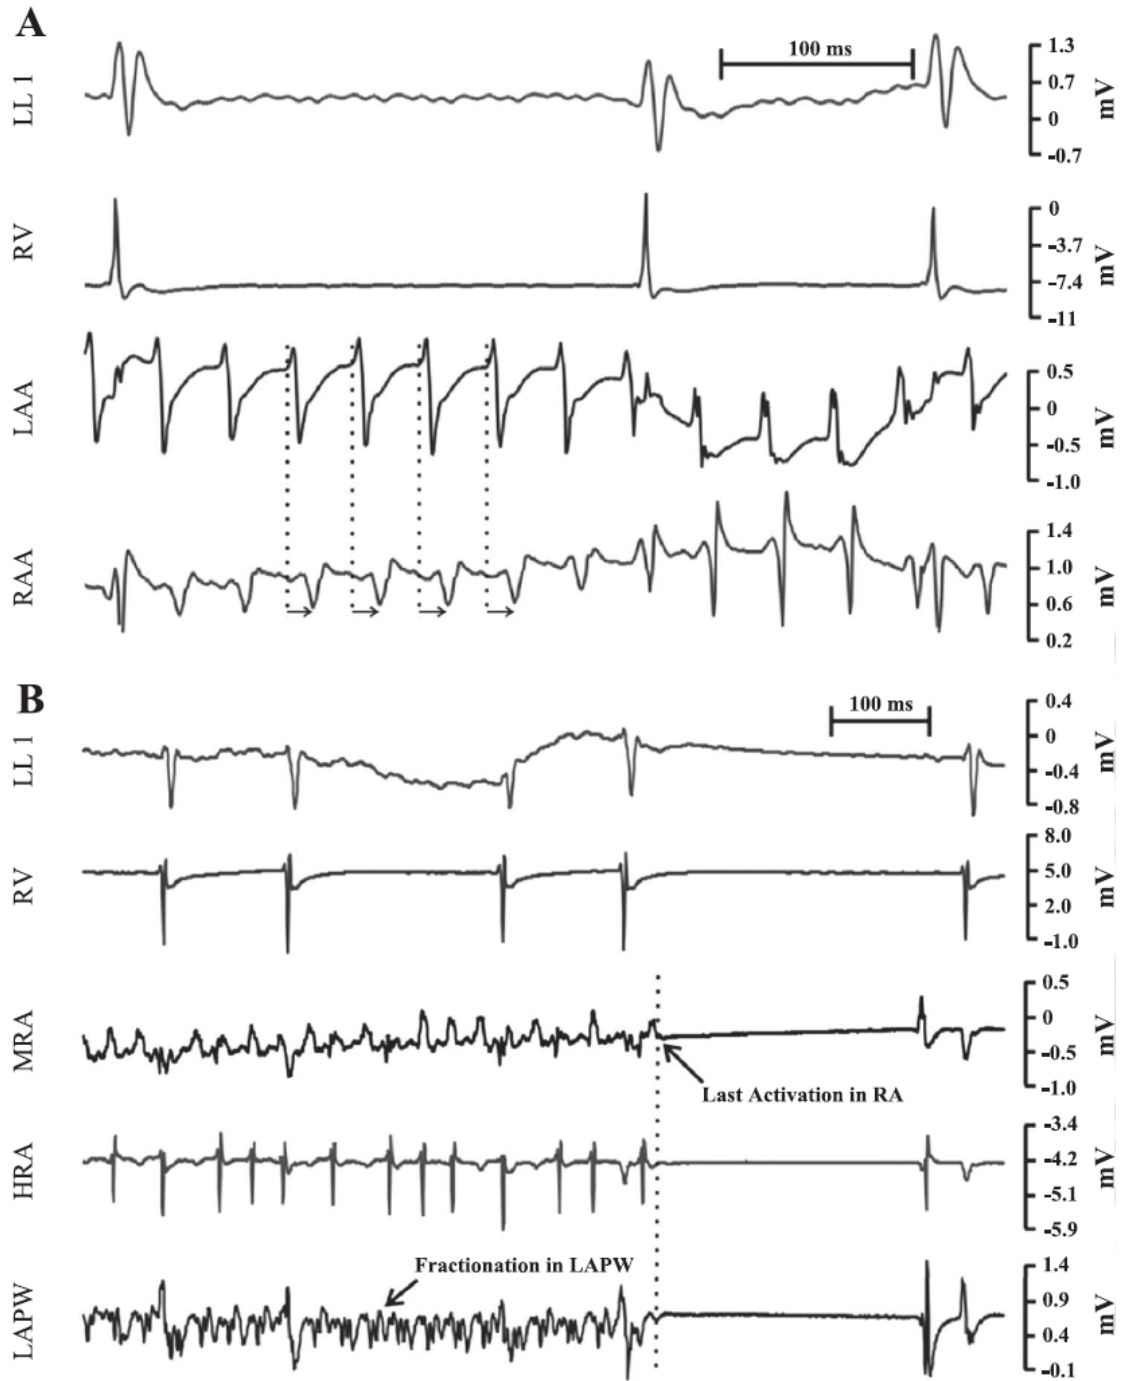 A
LL 1
100 ms
1.3
0.7
0
-0.7
mV
RV
0
-3.7
-7.4
-11
mV
LAA
0.5
0
-0.5
-1.0
mV
RAA
1.4
1.0
0.6
0.2
mV
B
LL 1
100 ms
0.4
0
-0.4
-0.8
mV
RV
8.0
5.0
2.0
-1.0
mV
MRA
0.5
0
-0.5
-1.0
mV
Last Activation in RA
HRA
-3.4
-4.2
-5.1
-5.9
mV
Fractionation in LAPW
LAPW
1.4
0.9
0.4
-0.1
mV